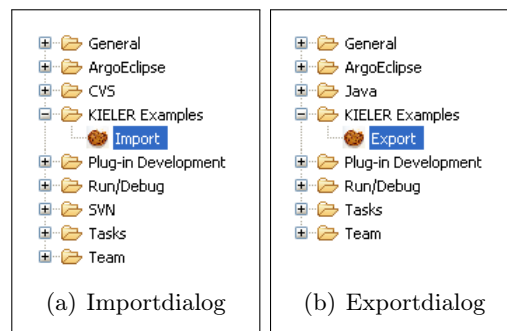 General
ArgoEclipse
CVS
KIELER Examples
Import
Plug-in Development
Run/Debug
SVN
Tasks
Team
(a) Importdialog
General
ArgoEclipse
Java
KIELER Examples
Export
Plug-in Development
Run/Debug
Tasks
Team
(b) Exportdialog